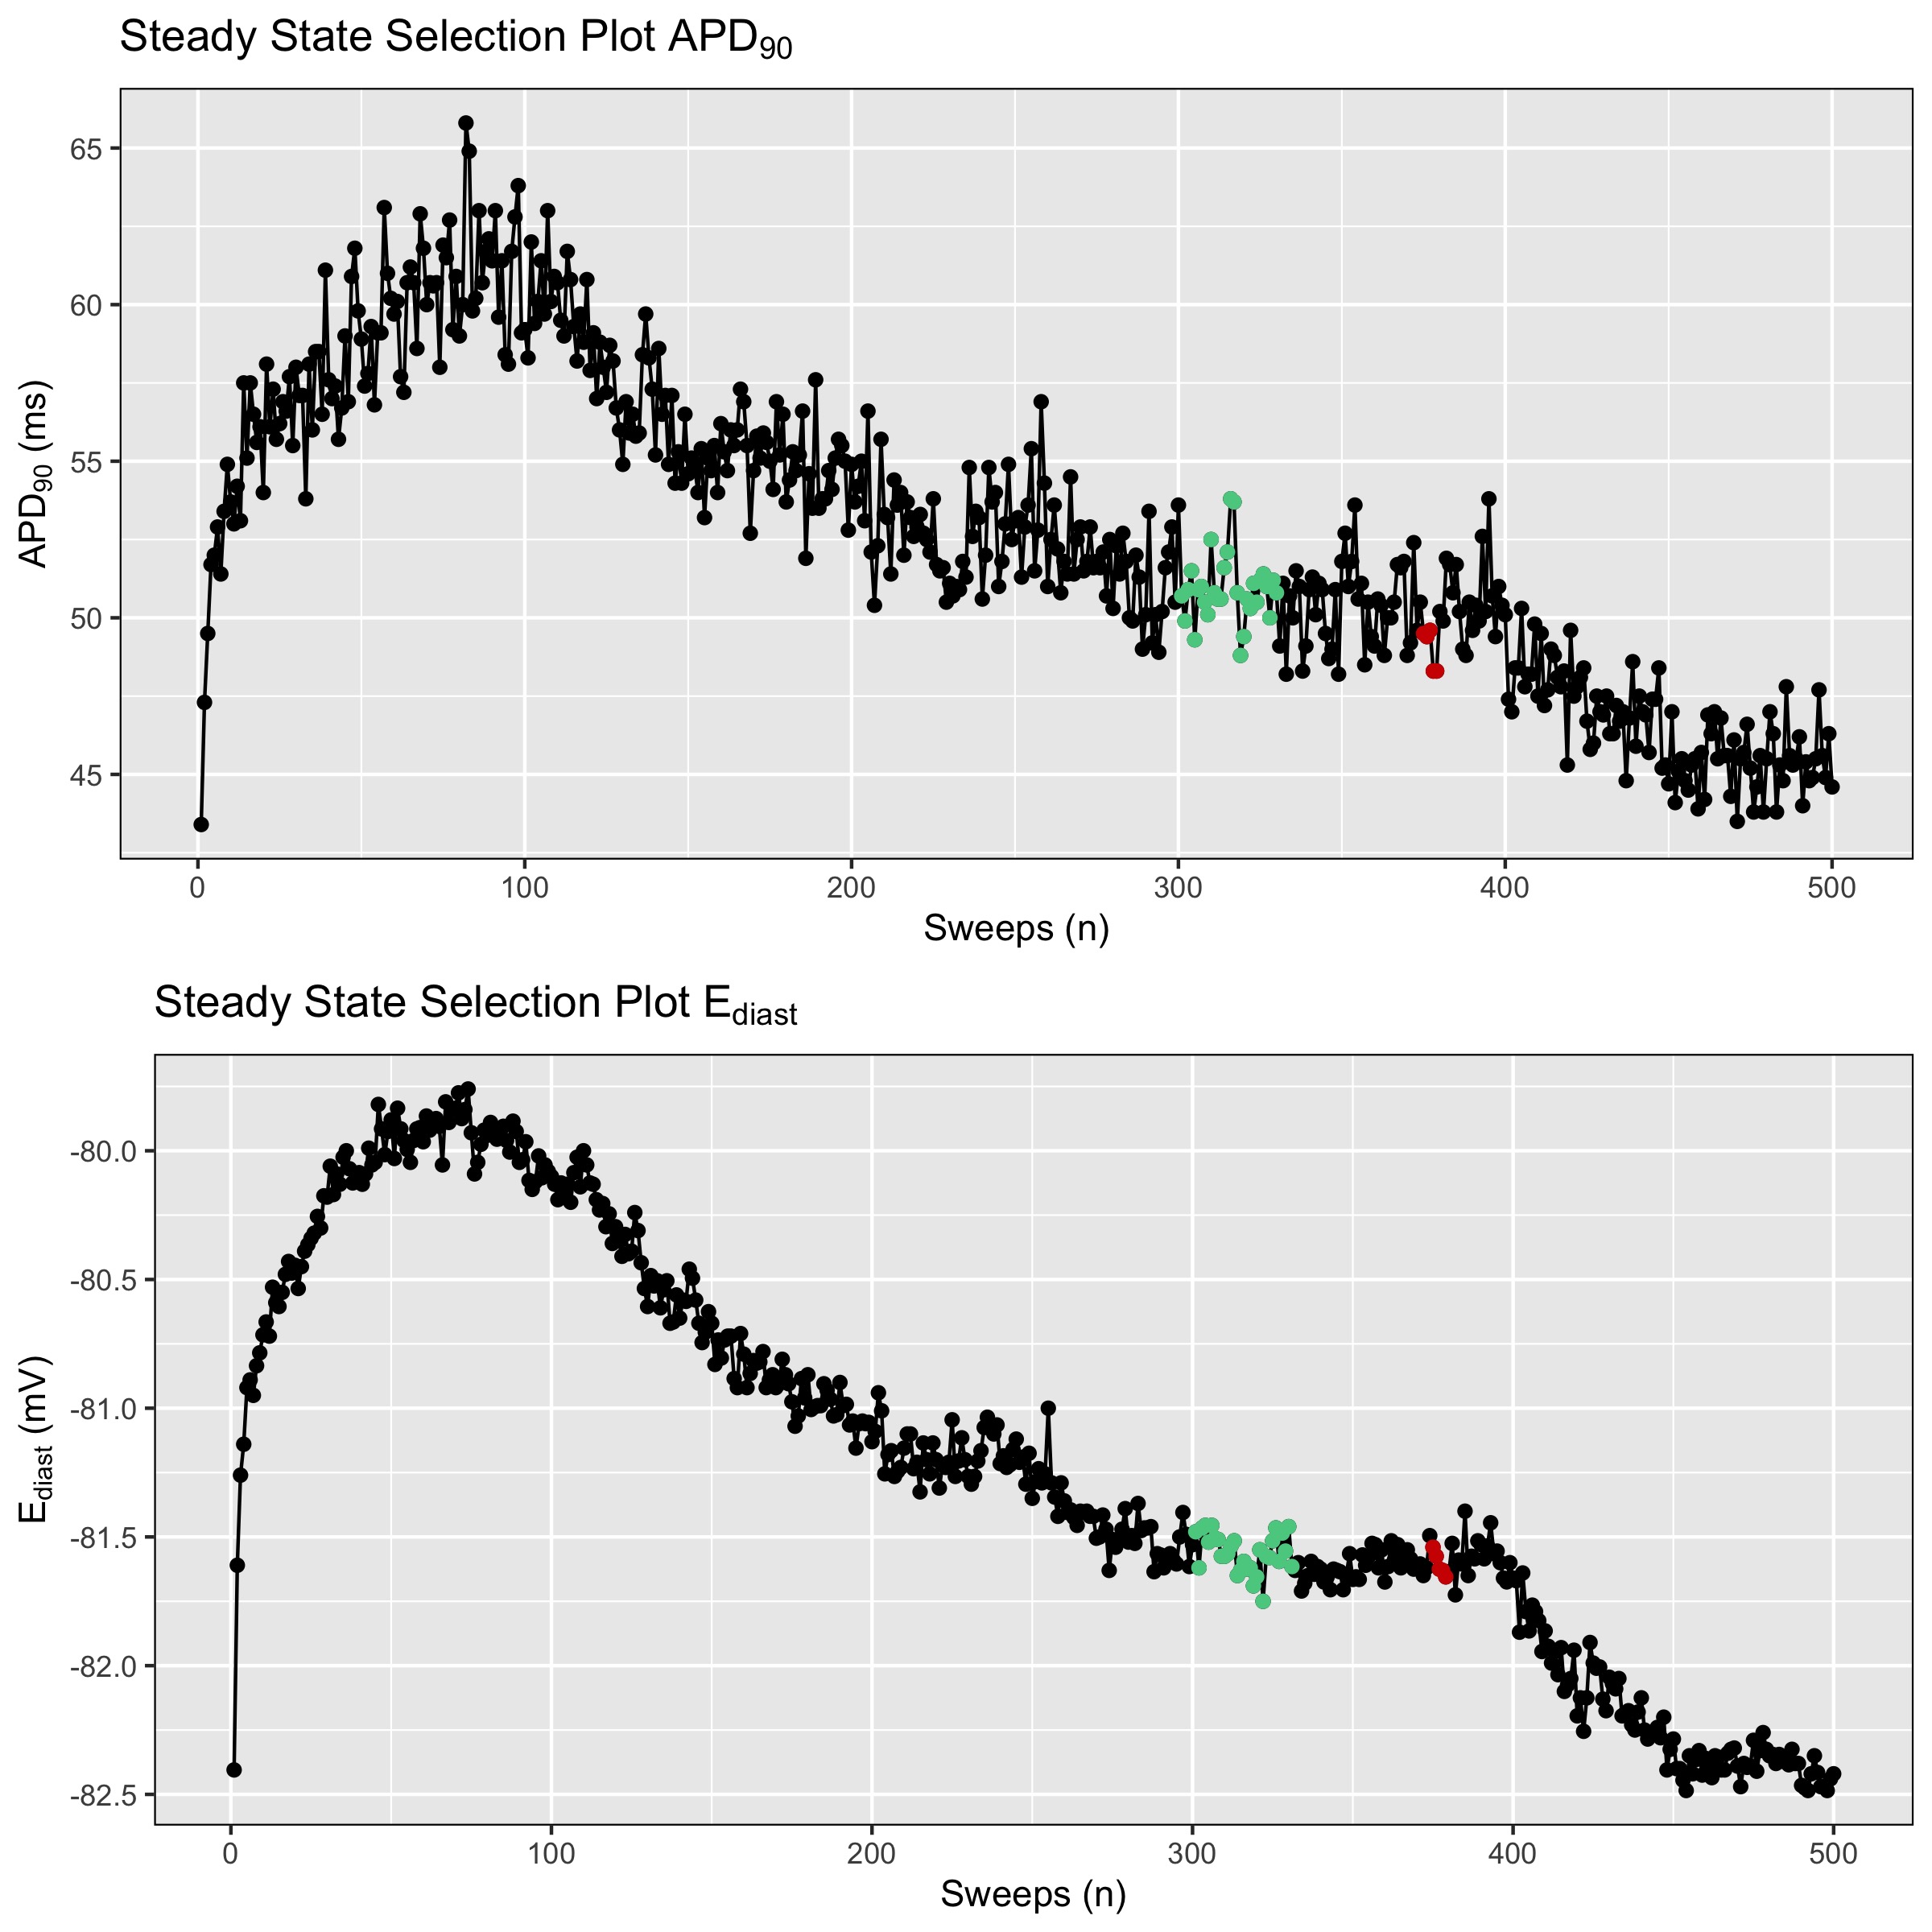 Steady State Selection Plot APD90
65
60
55
50
45
APD90 (ms)
0 100 200 300 400 500
Sweeps (n)
Steady State Selection Plot Ediast
-80.0
-80.5
-81.0
-81.5
-82.0
-82.5
Ediast (mV)
0 100 200 300 400 500
Sweeps (n)